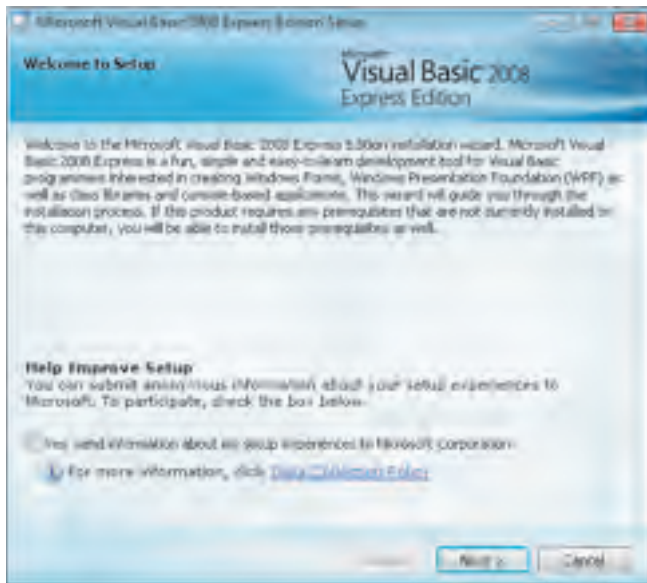 Microsoft Visual Basic 2008 Express Edition Setup
Welcome to Setup
Microsoft
Visual Basic 2008
Express Edition
Welcome to the Microsoft Visual Basic 2008 Express Edition installation wizard. Microsoft Visual
Basic 2008 Express is a fun, simple and easy-to-learn development tool for Visual Basic
programmers interested in creating Windows Forms, Windows Presentation Foundation (WPF) as
well as class libraries and console-based applications. This wizard will guide you through the
installation process. If this product requires any prerequisites that are not currently installed on
this computer, you will be able to install those prerequisites as well.
Help Improve Setup
You can submit anonymous information about your setup experiences to
Microsoft. To participate, check the box below.
Yes, send information about my setup experiences to Microsoft Corporation.
For more information, click Data Collection Policy
Next >
Cancel